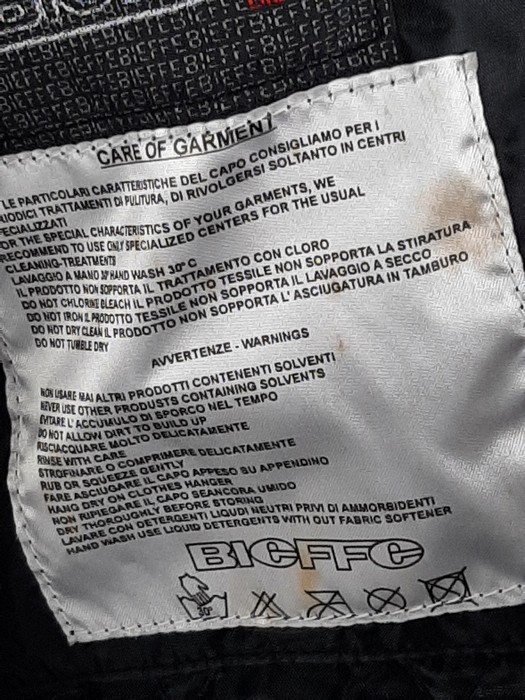 BIEFFEBIEFFEBIEFFE
CARE OF GARMENT
LE PARTICOLARI CARATTERISTICHE DEL CAPO CONSIGLIAMO PER I
TRATTAMENTI DI PULITURA, DI RIVOLGERSI SOLTANTO IN CENTRI
OR THE SPECIAL CHARACTERISTICS OF YOUR GARMENTS, WE
RECOMMEND TO USE ONLY SPECIALIZED CENTERS FOR THE USUAL
CLEANING-TREATMENTS
LAVAGGIO A MANO 30° HAND WASH 30°C
IL PRODOTTO NON SOPPORTA IL TRATTAMENTO CON CLORO
DO NOT CHLORINE BLEACH IL PRODOTTO TESSILE NON SOPPORTA LA STIRATURA
DO NOT IRON IL PRODOTTO TESSILE NON SOPPORTA IL LAVAGGIO A SECCO
DO NOT DRY CLEAN IL PRODOTTO NON SOPPORTA L' ASCIUGATURA IN TAMBURO
DO NOT TUMBLE DRY
AVVERTENZE - WARNINGS
NON USARE MAI ALTRI PRODOTTI CONTENENTI SOLVENTI
NEVER USE OTHER PRODUSTS CONTAINING SOLVENTS
EVITARE L' ACCUMULO DI SPORCO NEL TEMPO
DO NOT ALLOW DIRT TO BUILD UP
RISCIACQUARE MOLTO DELICATAMENTE
RINSE WITH CARE
STROFINARE O COMPRIMERE DELICATAMENTE
RUB OR SQUEEZE GENTLY
FARE ASCIUGARE IL CAPO APPESO SU APPENDINO
HANG DRY ON CLOTHES HANGER
NON RIPIEGARE IL CAPO SEANCORA UMIDO
DRY THOROUGHLY BEFORE STORING
LAVARE CON DETERGENTI LIQUDI NEUTRI PRIVI DI AMMORBIDENTI
HAND WASH USE LIQUID DETERGENTS WITH OUT FABRIC SOFTENER
BIEFFE
30°